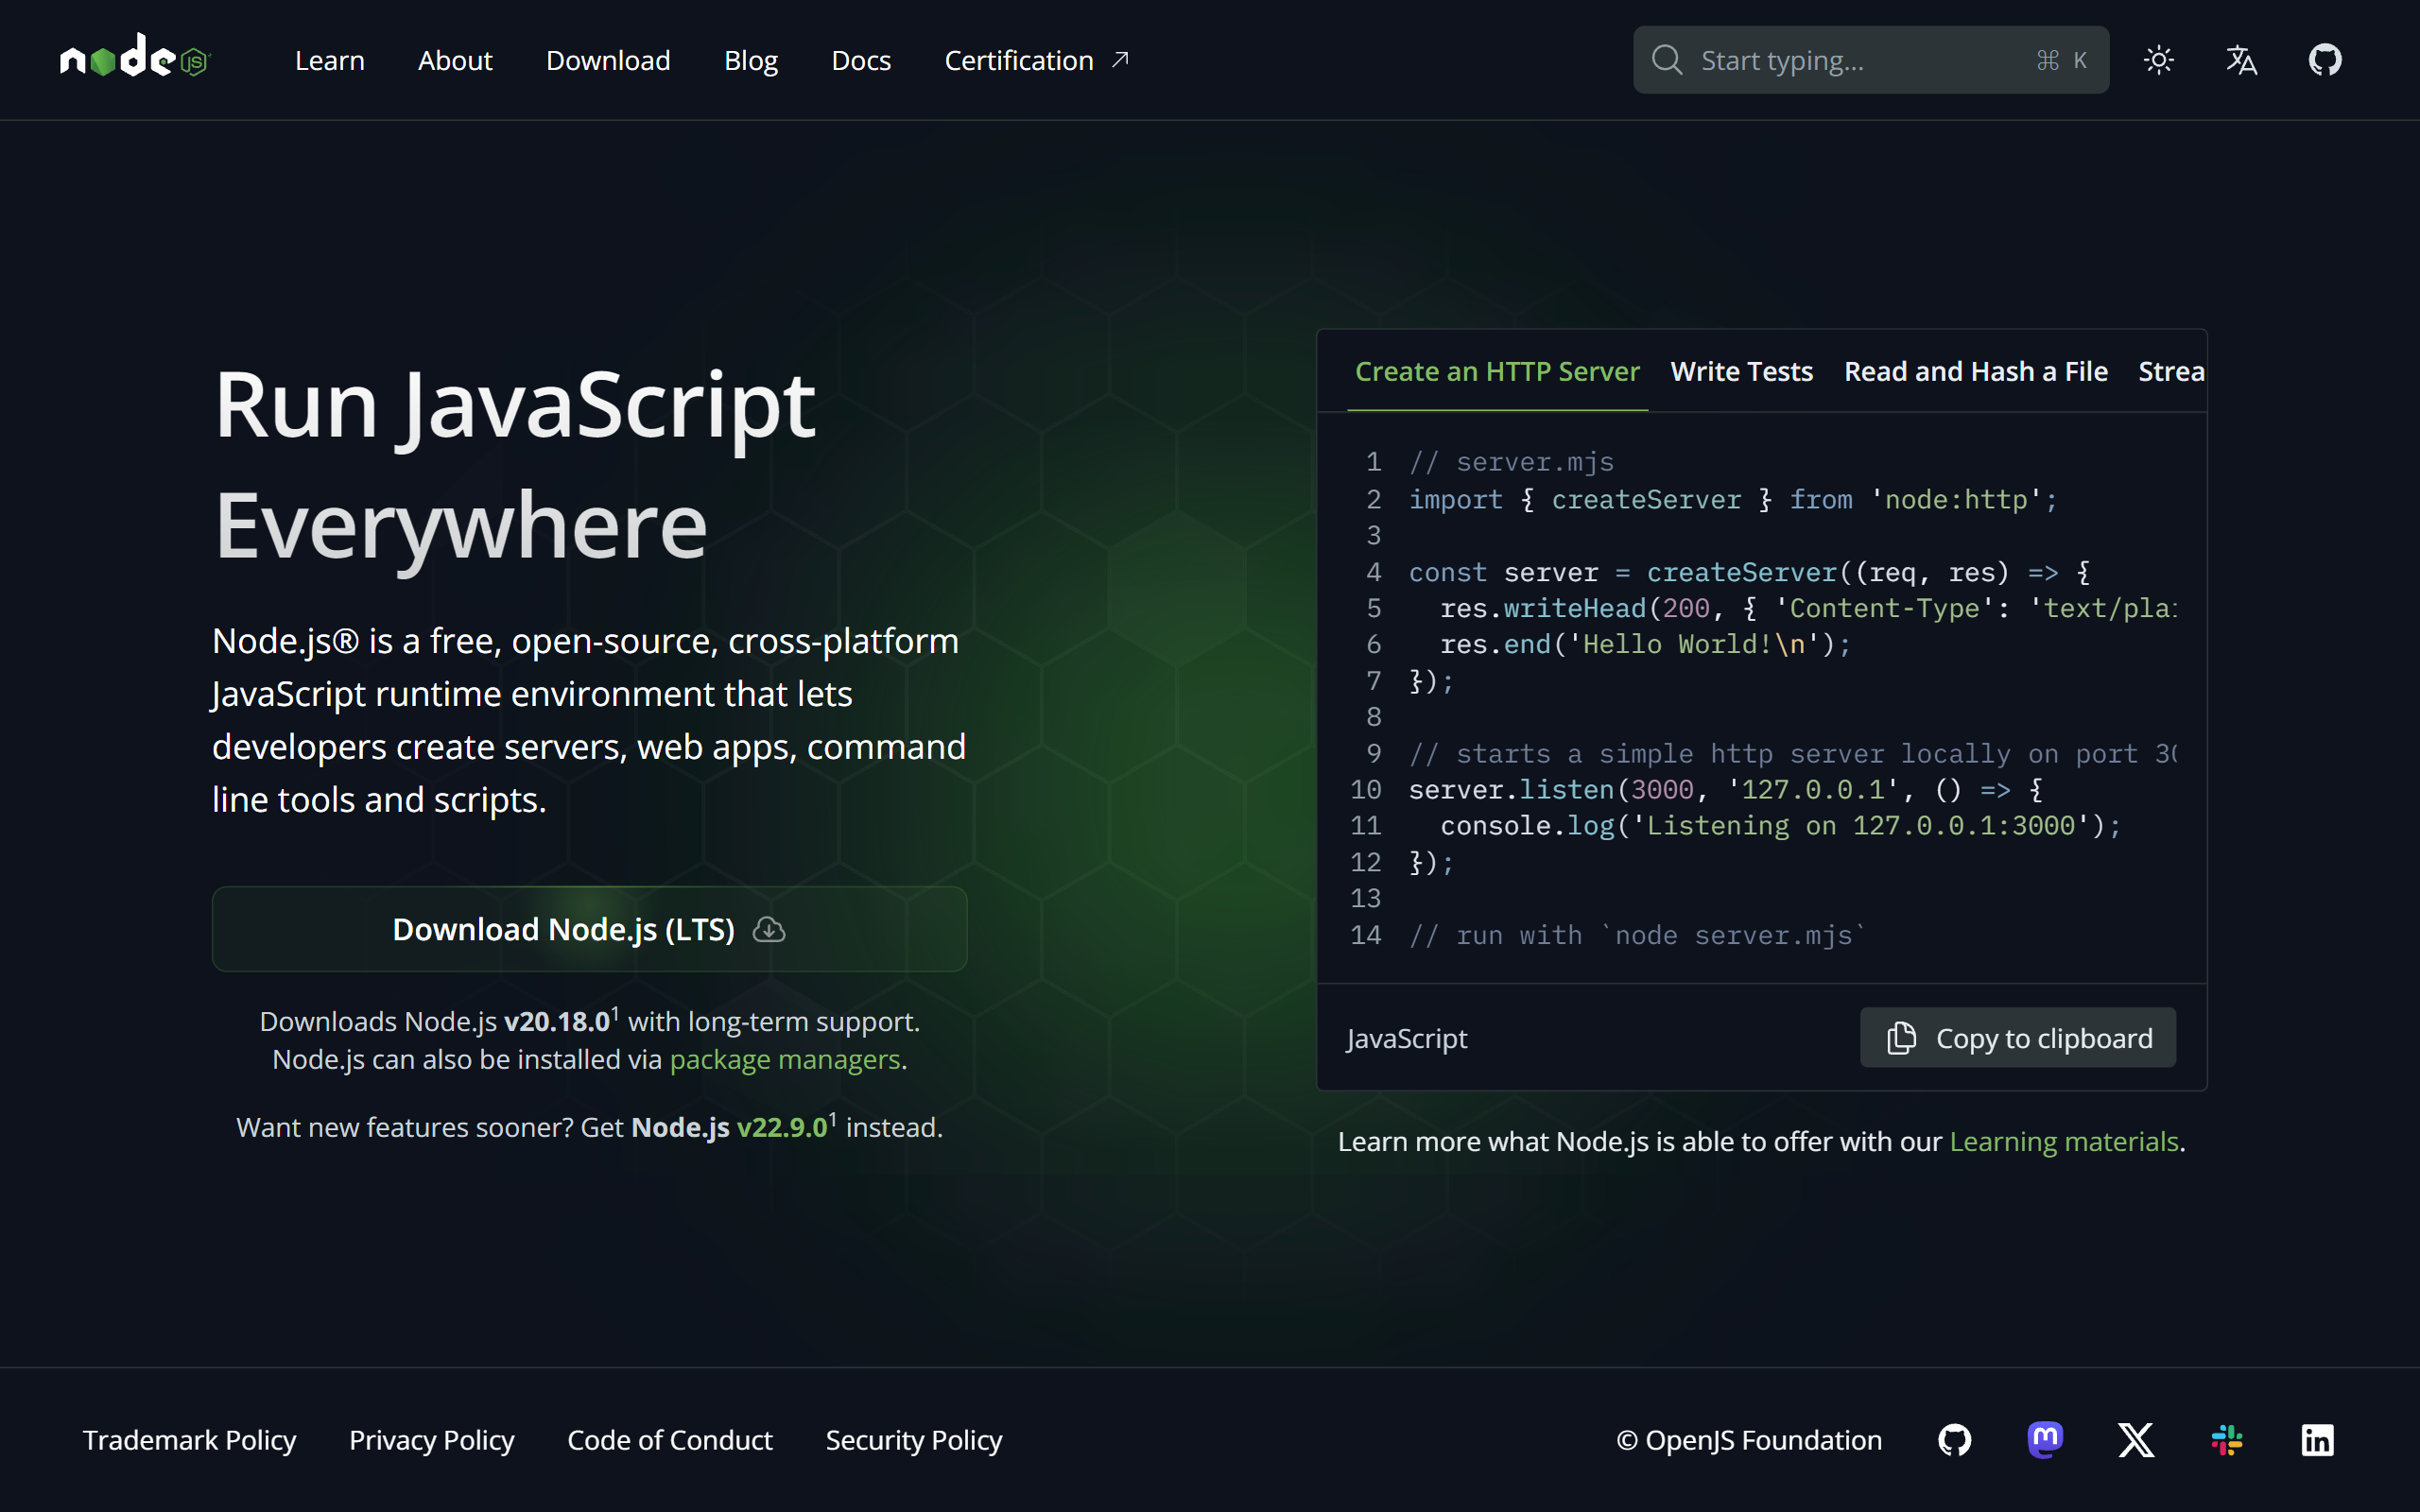 node JS
Learn About Download Blog Docs Certification
Start typing... ⌘ K
Run JavaScript
Everywhere
Node.js® is a free, open-source, cross-platform
JavaScript runtime environment that lets
developers create servers, web apps, command
line tools and scripts.
Download Node.js (LTS)
Downloads Node.js v20.18.0¹ with long-term support.
Node.js can also be installed via package managers.
Want new features sooner? Get Node.js v22.9.0¹ instead.
Create an HTTP Server Write Tests Read and Hash a File Strea
1 // server.mjs
2 import { createServer } from 'node:http';
3
4 const server = createServer((req, res) => {
5   res.writeHead(200, { 'Content-Type': 'text/pla
6   res.end('Hello World!\n');
7 });
8
9 // starts a simple http server locally on port 30
10 server.listen(3000, '127.0.0.1', () => {
11   console.log('Listening on 127.0.0.1:3000');
12 });
13
14 // run with `node server.mjs`
JavaScript Copy to clipboard
Learn more what Node.js is able to offer with our Learning materials.
Trademark Policy Privacy Policy Code of Conduct Security Policy © OpenJS Foundation